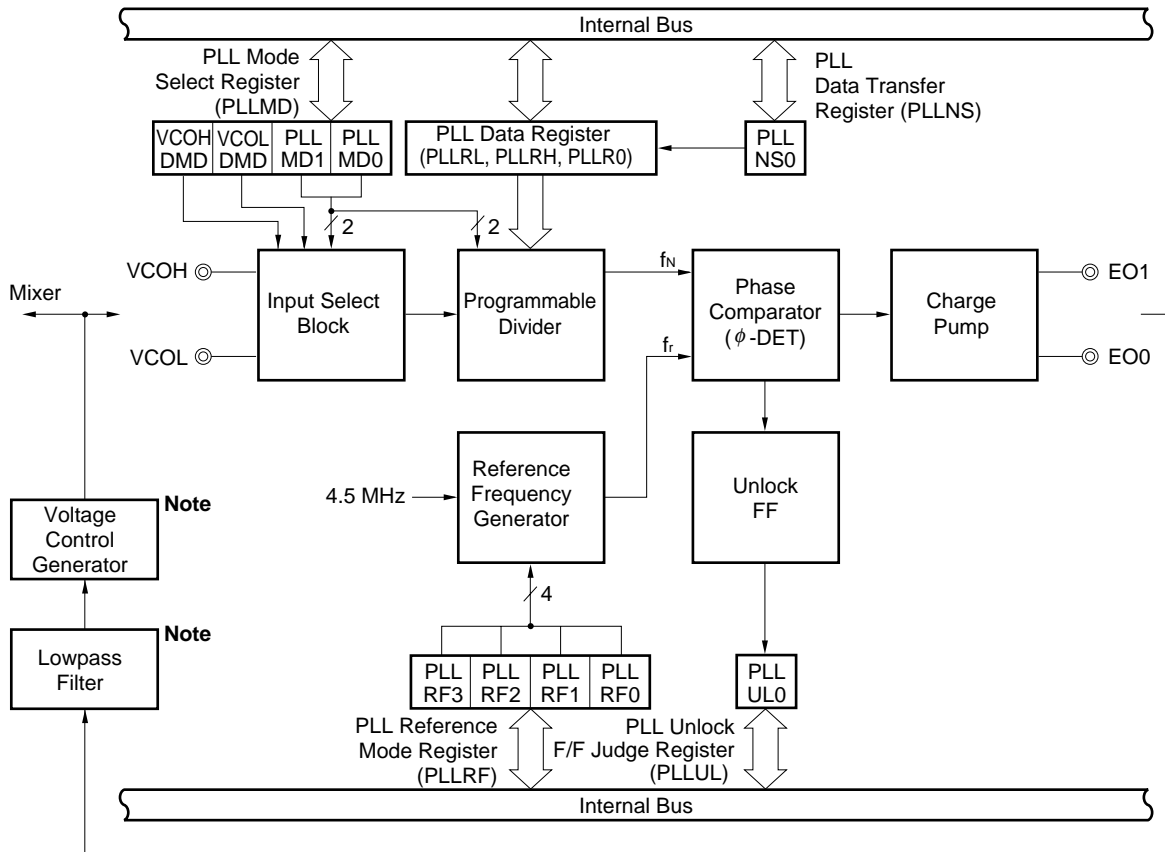 Internal Bus
PLL Mode
Select Register
(PLLMD)
PLL
Data Transfer
Register (PLLNS)
VCOH
DMD
VCOL
DMD
PLL
MD1
PLL
MD0
PLL Data Register
(PLLRL, PLLRH, PLLR0)
PLL
NS0
2
2
VCOH
VCOL
Mixer
Input Select
Block
Programmable
Divider
fN
fr
Phase
Comparator
(φ-DET)
Charge
Pump
EO1
EO0
4.5 MHz
Reference
Frequency
Generator
Unlock
FF
Note
Voltage
Control
Generator
Note
Lowpass
Filter
4
PLL
RF3
PLL
RF2
PLL
RF1
PLL
RF0
PLL
UL0
PLL Reference
Mode Register
(PLLRF)
PLL Unlock
F/F Judge Register
(PLLUL)
Internal Bus